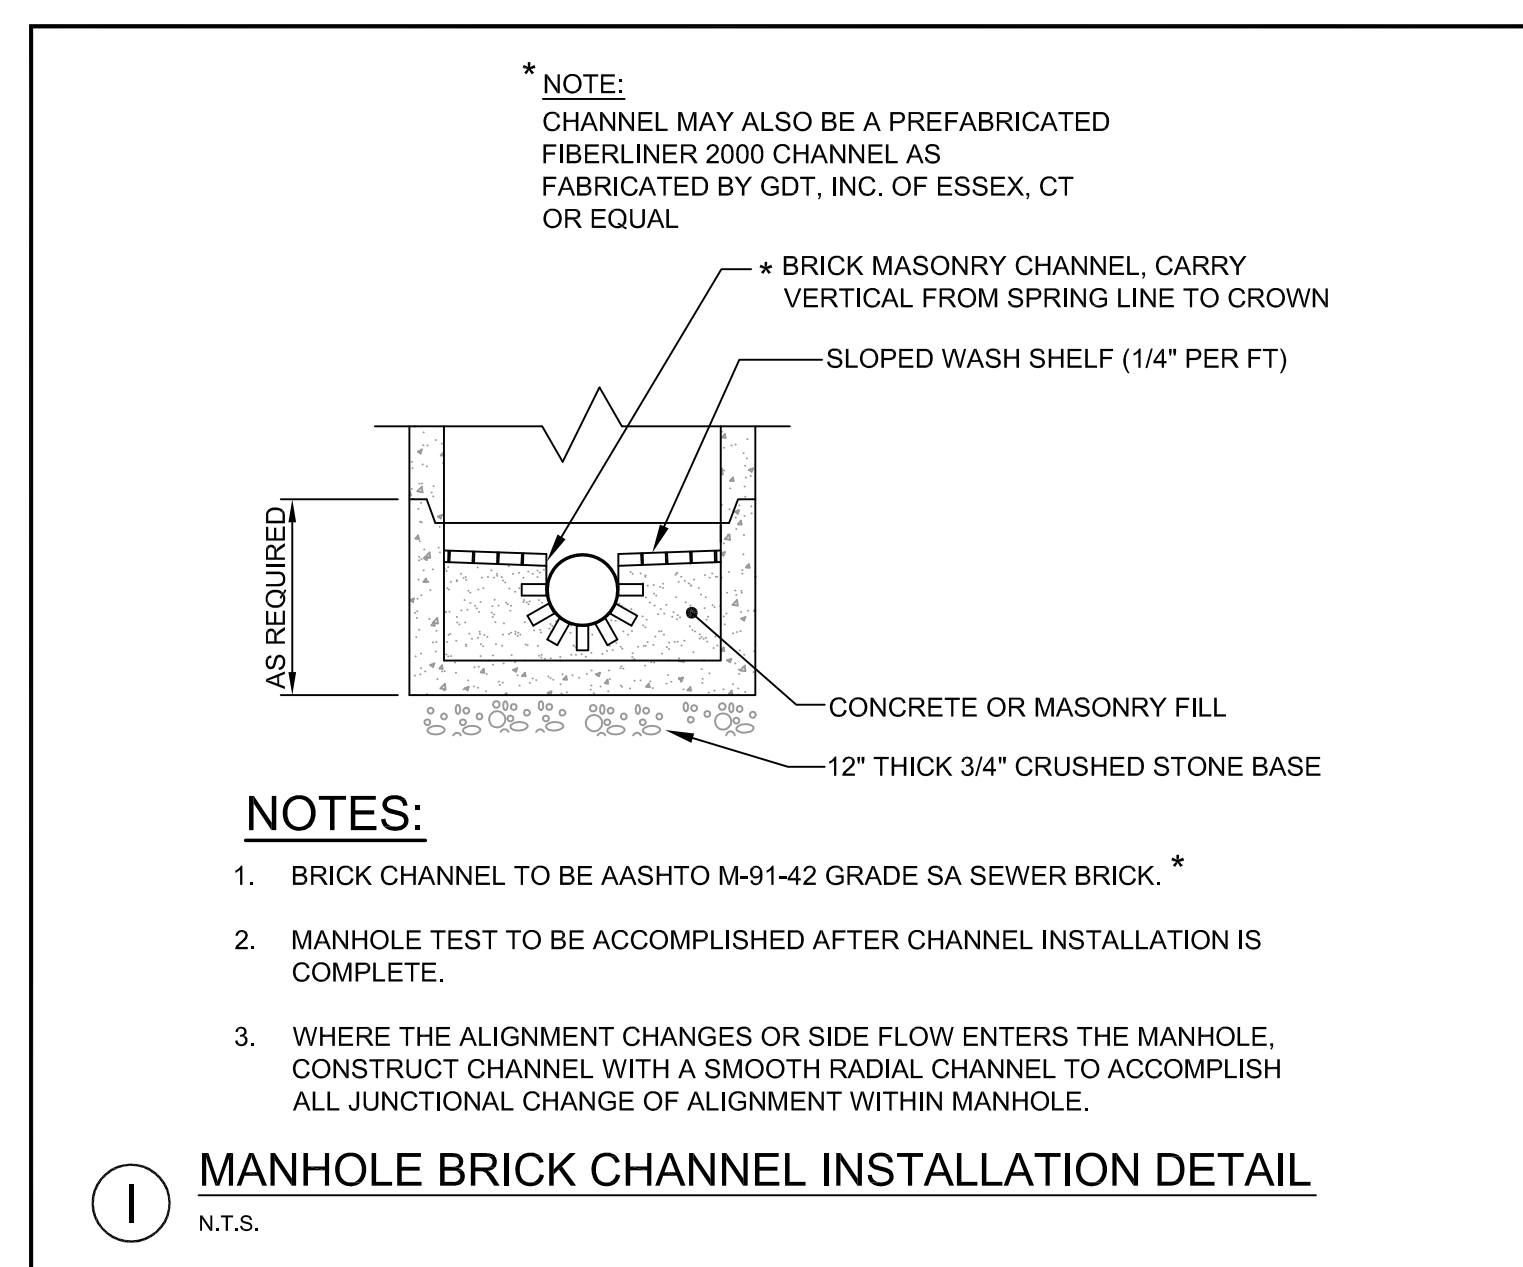 * NOTE:
CHANNEL MAY ALSO BE A PREFABRICATED
FIBERLINER 2000 CHANNEL AS
FABRICATED BY GDT, INC. OF ESSEX, CT
OR EQUAL
* BRICK MASONRY CHANNEL, CARRY
VERTICAL FROM SPRING LINE TO CROWN
SLOPED WASH SHELF (1/4" PER FT)
AS REQUIRED
CONCRETE OR MASONRY FILL
12" THICK 3/4" CRUSHED STONE BASE
NOTES:
1. BRICK CHANNEL TO BE AASHTO M-91-42 GRADE SA SEWER BRICK. *
2. MANHOLE TEST TO BE ACCOMPLISHED AFTER CHANNEL INSTALLATION IS
COMPLETE.
3. WHERE THE ALIGNMENT CHANGES OR SIDE FLOW ENTERS THE MANHOLE,
CONSTRUCT CHANNEL WITH A SMOOTH RADIAL CHANNEL TO ACCOMPLISH
ALL JUNCTIONAL CHANGE OF ALIGNMENT WITHIN MANHOLE.
I MANHOLE BRICK CHANNEL INSTALLATION DETAIL
N.T.S.